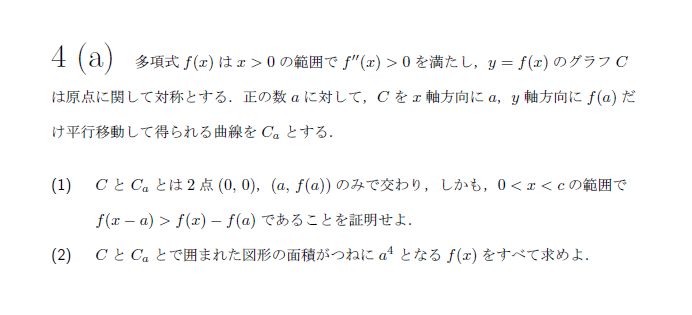 4 (a) 多項式 f(x) は x > 0 の範囲で f″(x) > 0 を満たし，y = f(x) のグラフ C
は原点に関して対称とする．正の数 a に対して，C を x 軸方向に a，y 軸方向に f(a) だ
け平行移動して得られる曲線を Ca とする．
(1) C と Ca とは 2 点 (0, 0)，(a, f(a)) のみで交わり，しかも，0 < x < c の範囲で
f(x − a) > f(x) − f(a) であることを証明せよ．
(2) C と Ca とで囲まれた図形の面積がつねに a⁴ となる f(x) をすべて求めよ．